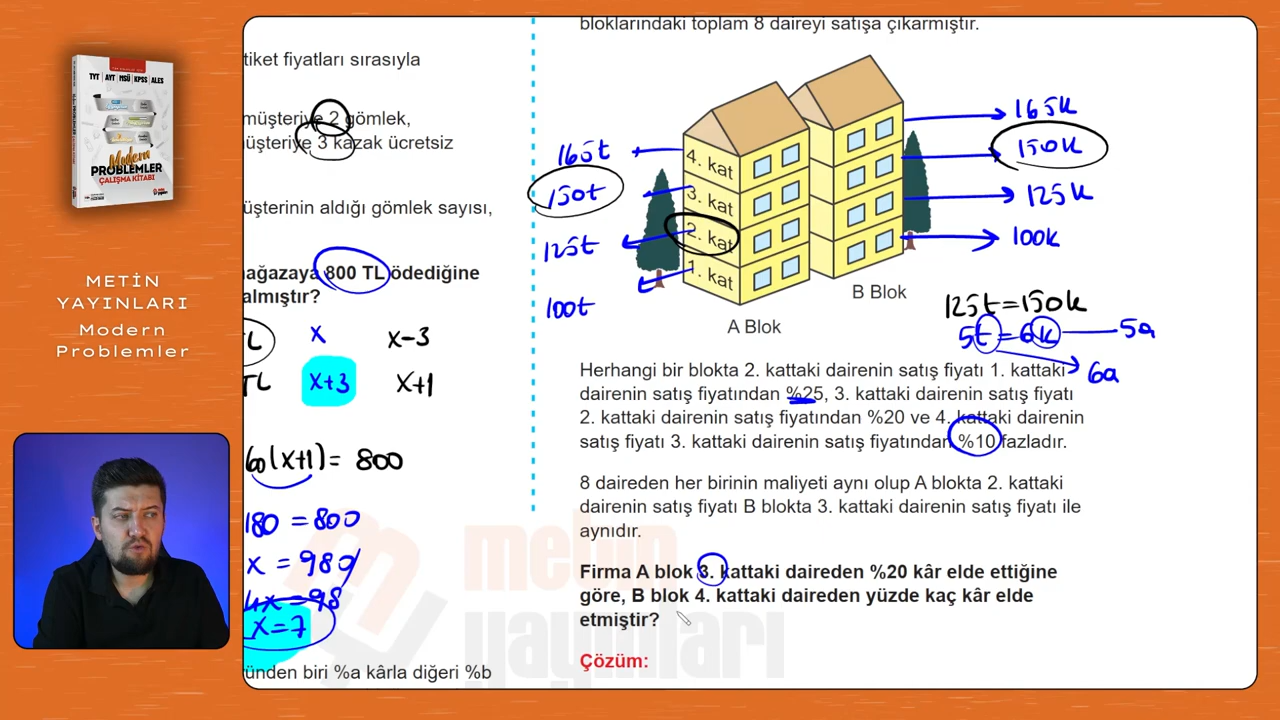 TYT AYT MSÜ KPSS ALES
Modern
PROBLEMLER
ÇALIŞMA KİTABI
METİN
YAYINLARI
Modern
Problemler
tiket fiyatları sırasıyla
müşteriye 2 gömlek,
üşteriye 3 kazak ücretsiz
üşterinin aldığı gömlek sayısı,
ağazaya 800 TL ödediğine
almıştır?
L x x-3
TL x+3 x+1
60(x+1) = 800
180 = 800
x = 980
4x = 98
x=7
ünden biri %a kârla diğeri %b
bloklarındaki toplam 8 daireyi satışa çıkarmıştır.
165t 4. kat 165k
150t 3. kat 150k
125t 2. kat 125k
100t 1. kat 100k
A Blok B Blok
125t=150k
5t=6k 5a
6a
Herhangi bir blokta 2. kattaki dairenin satış fiyatı 1. kattaki
dairenin satış fiyatından %25, 3. kattaki dairenin satış fiyatı
2. kattaki dairenin satış fiyatından %20 ve 4. kattaki dairenin
satış fiyatı 3. kattaki dairenin satış fiyatından %10 fazladır.
8 daireden her birinin maliyeti aynı olup A blokta 2. kattaki
dairenin satış fiyatı B blokta 3. kattaki dairenin satış fiyatı ile
aynıdır.
Firma A blok 3. kattaki daireden %20 kâr elde ettiğine
göre, B blok 4. kattaki daireden yüzde kaç kâr elde
etmiştir?
Çözüm:
metin
yayınları